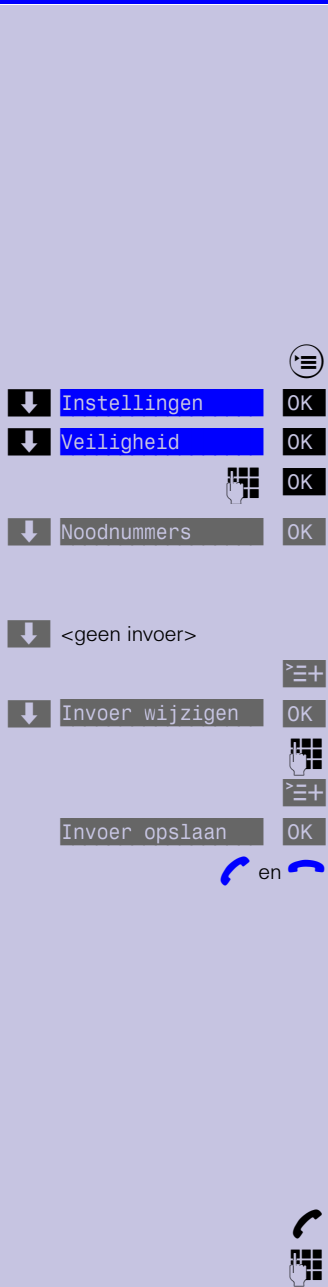 Instellingen OK
Veiligheid OK
OK
Noodnummers OK
<geen invoer>
Invoer wijzigen OK
Invoer opslaan OK
en